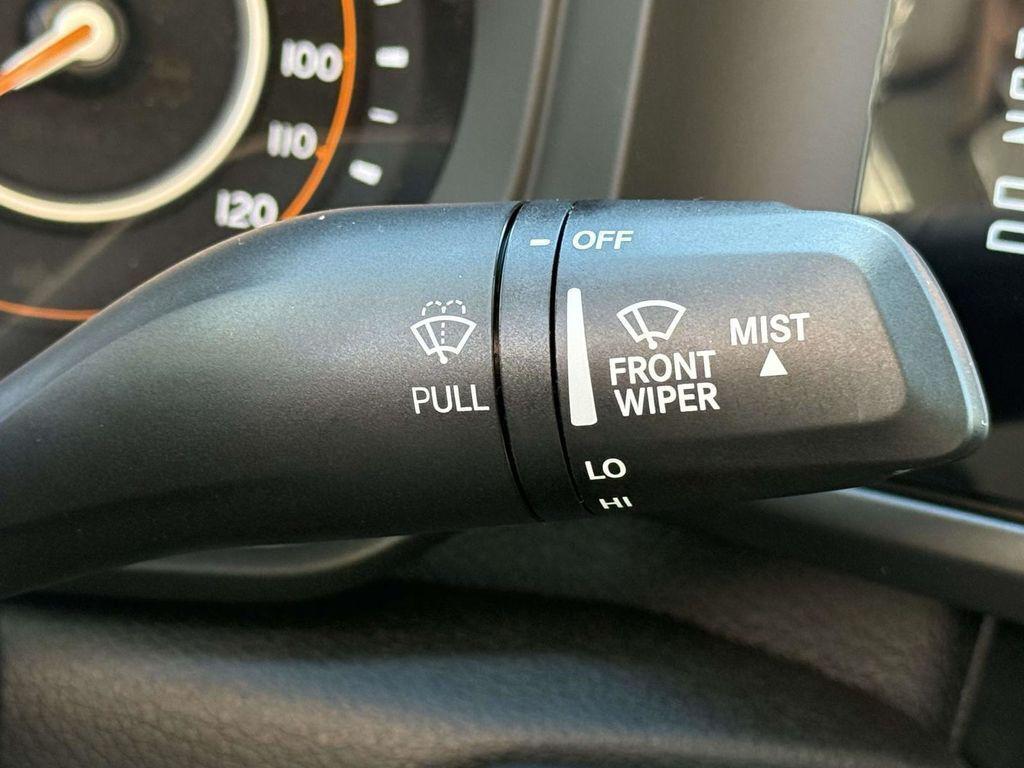 100
110
120
OFF
PULL
FRONT
WIPER
MIST
LO
HI